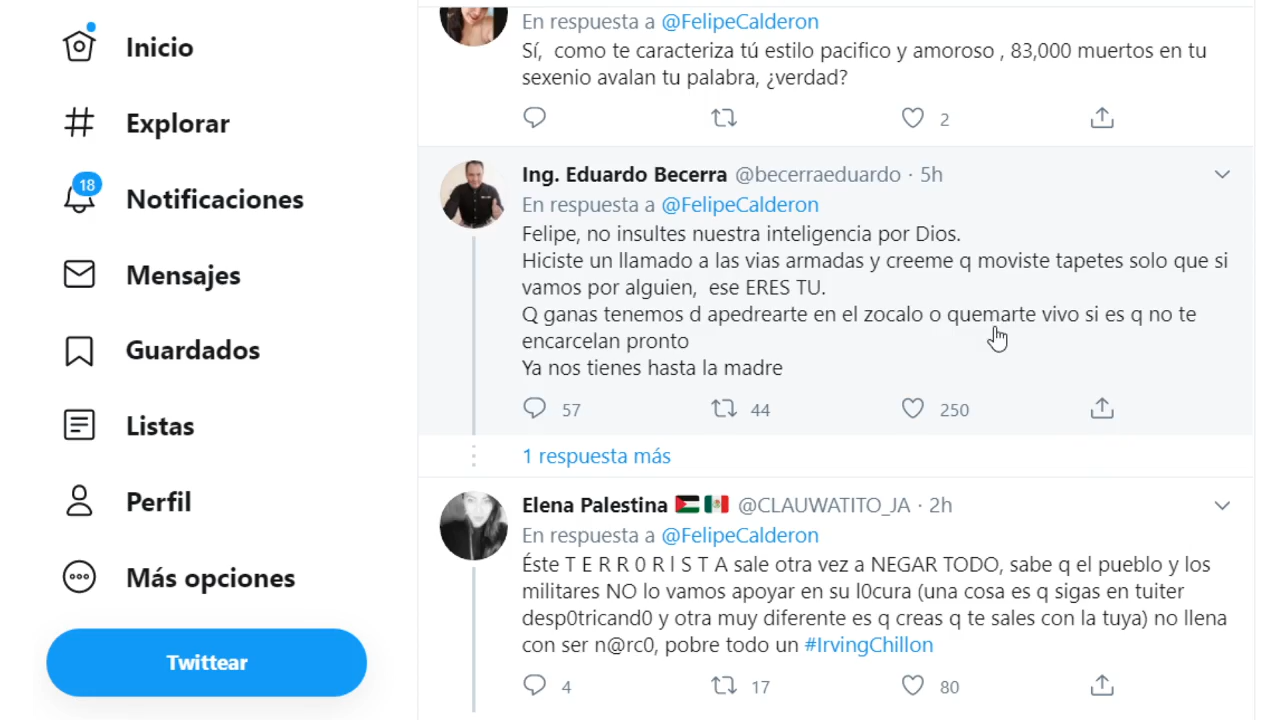 Inicio
Explorar
18
Notificaciones
Mensajes
Guardados
Listas
Perfil
Más opciones
Twittear
En respuesta a @FelipeCalderon
Sí, como te caracteriza tú estilo pacifico y amoroso , 83,000 muertos en tu
sexenio avalan tu palabra, ¿verdad?
2
Ing. Eduardo Becerra @becerraeduardo · 5h
En respuesta a @FelipeCalderon
Felipe, no insultes nuestra inteligencia por Dios.
Hiciste un llamado a las vias armadas y creeme q moviste tapetes solo que si
vamos por alguien, ese ERES TU.
Q ganas tenemos d apedrearte en el zocalo o quemarte vivo si es q no te
encarcelan pronto
Ya nos tienes hasta la madre
57 44 250
1 respuesta más
Elena Palestina @CLAUWATITO_JA · 2h
En respuesta a @FelipeCalderon
Éste T E R R 0 R l S T A sale otra vez a NEGAR TODO, sabe q el pueblo y los
militares NO lo vamos apoyar en su l0cura (una cosa es q sigas en tuiter
desp0tricand0 y otra muy diferente es q creas q te sales con la tuya) no llena
con ser n@rc0, pobre todo un #IrvingChillon
4 17 80